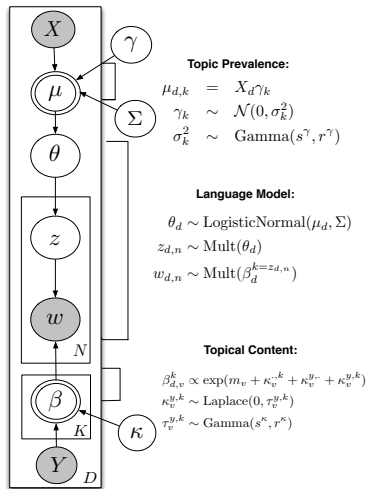 X
γ
μ
Σ
θ
z
w
N
β
K
κ
Y
D
Topic Prevalence:
μ_{d,k} = X_d γ_k
γ_k ∼ N(0, σ_k^2)
σ_k^2 ∼ Gamma(s^γ, r^γ)
Language Model:
θ_d ∼ LogisticNormal(μ_d, Σ)
z_{d,n} ∼ Mult(θ_d)
w_{d,n} ∼ Mult(β_d^{k=z_{d,n}})
Topical Content:
β_{d,v}^k ∝ exp(m_v + κ_v^{.,k} + κ_v^{y,.} + κ_v^{y,k})
κ_v^{y,k} ∼ Laplace(0, τ_v^{y,k})
τ_v^{y,k} ∼ Gamma(s^κ, r^κ)